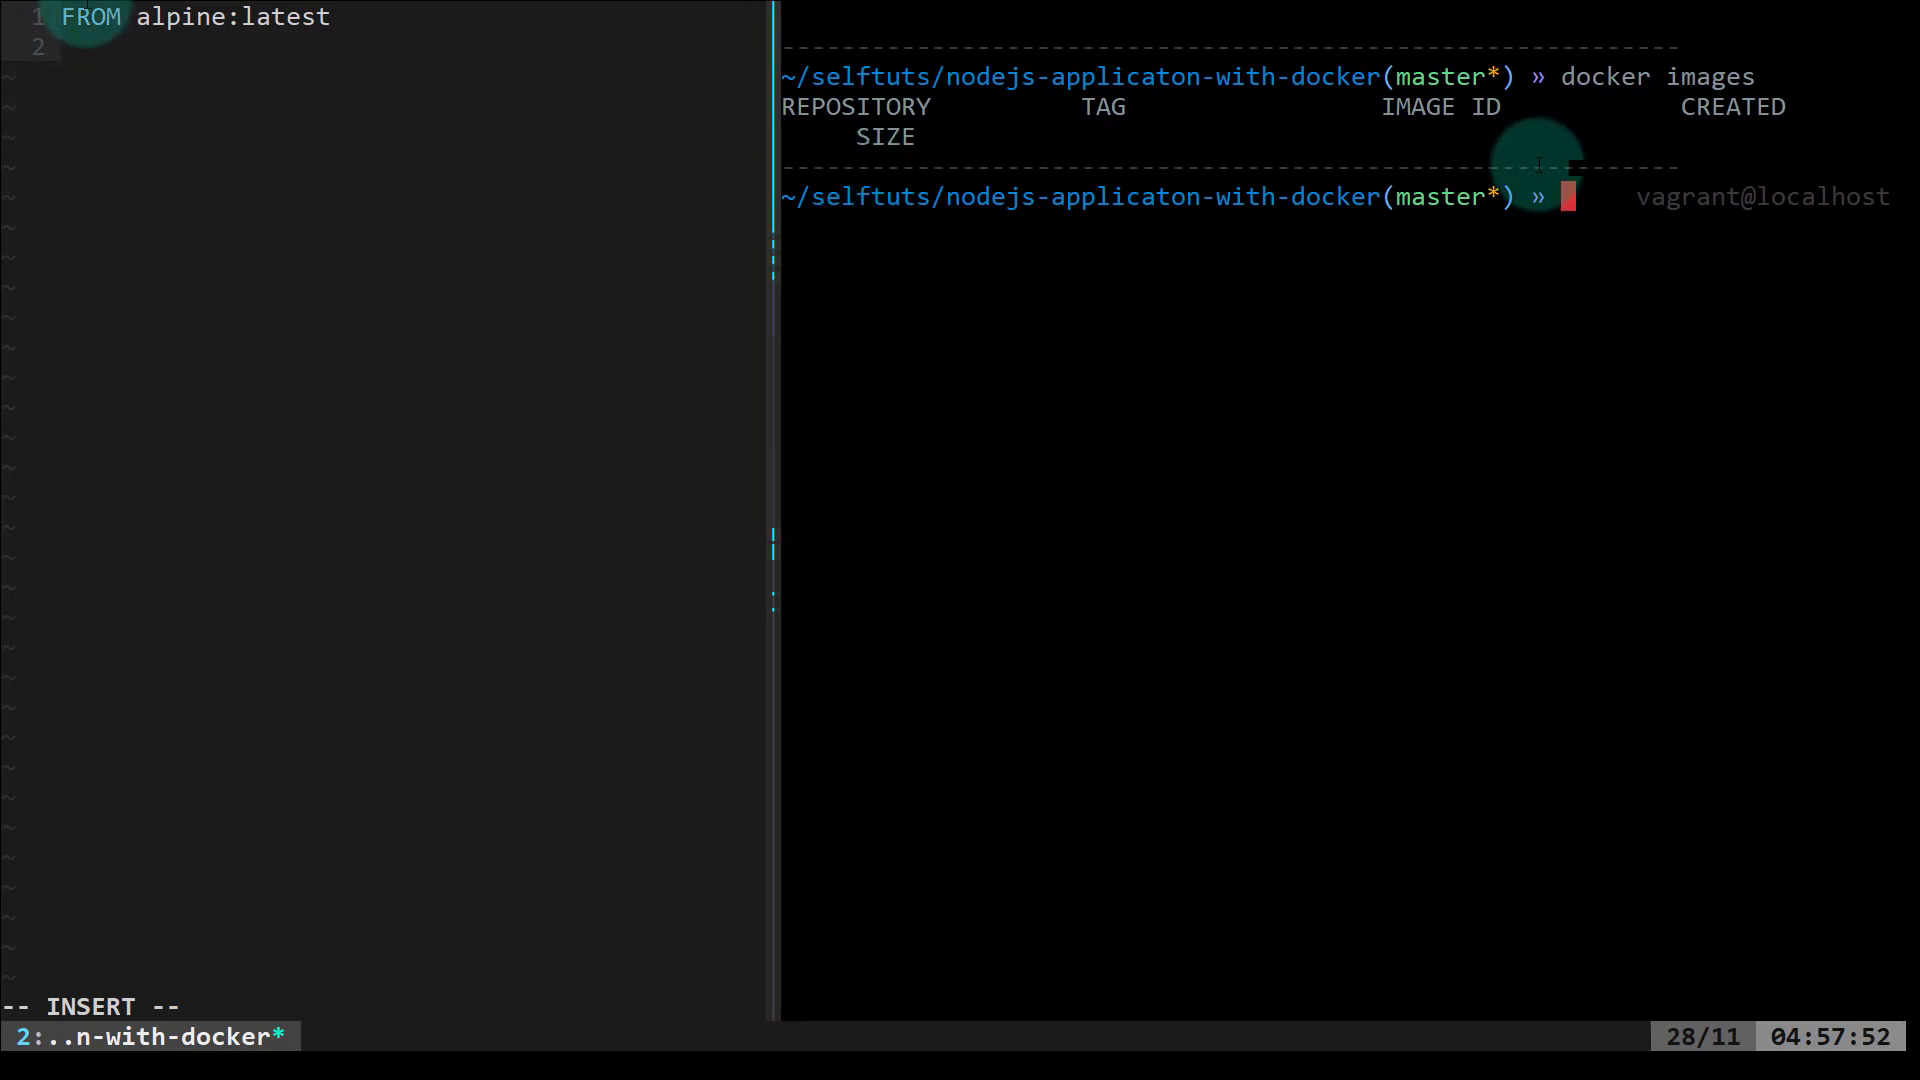 1 FROM alpine:latest
2
-- INSERT --
~/selftuts/nodejs-applicaton-with-docker(master*) » docker images
REPOSITORY TAG IMAGE ID CREATED
SIZE
~/selftuts/nodejs-applicaton-with-docker(master*) » vagrant@localhost
2:..n-with-docker* 28/11 04:57:52